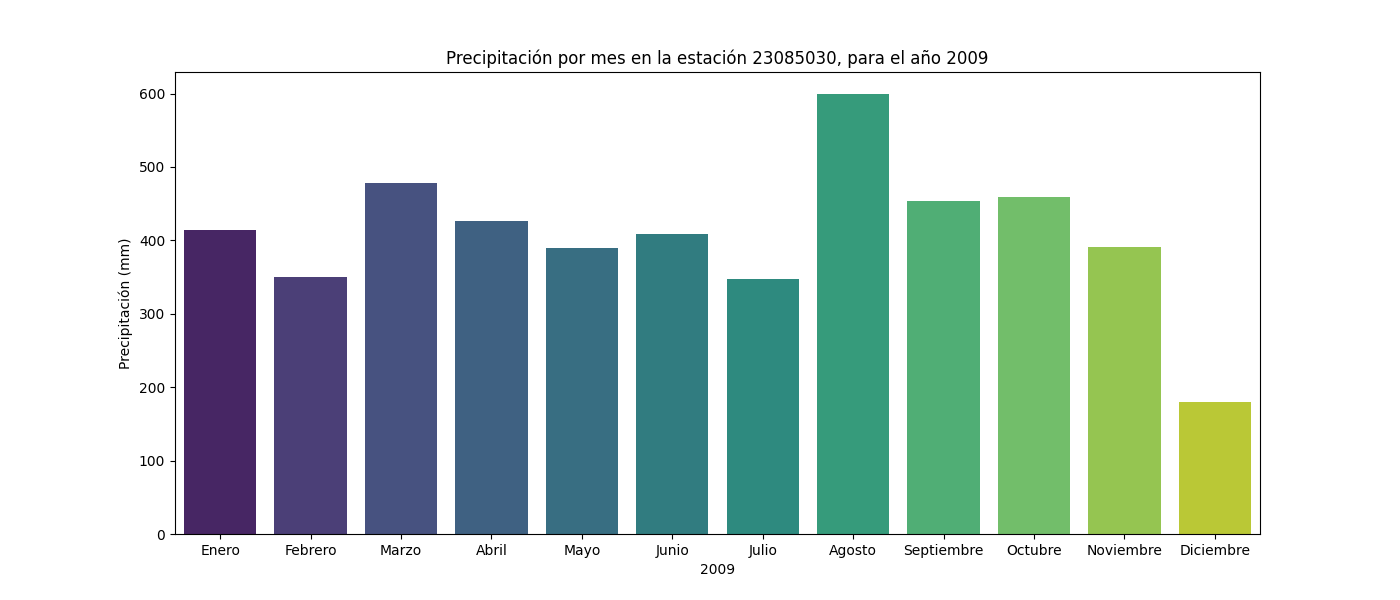 Precipitación por mes en la estación 23085030, para el año 2009
Precipitación (mm)
600
500
400
300
200
100
0
Enero Febrero Marzo Abril Mayo Junio Julio Agosto Septiembre Octubre Noviembre Diciembre
2009